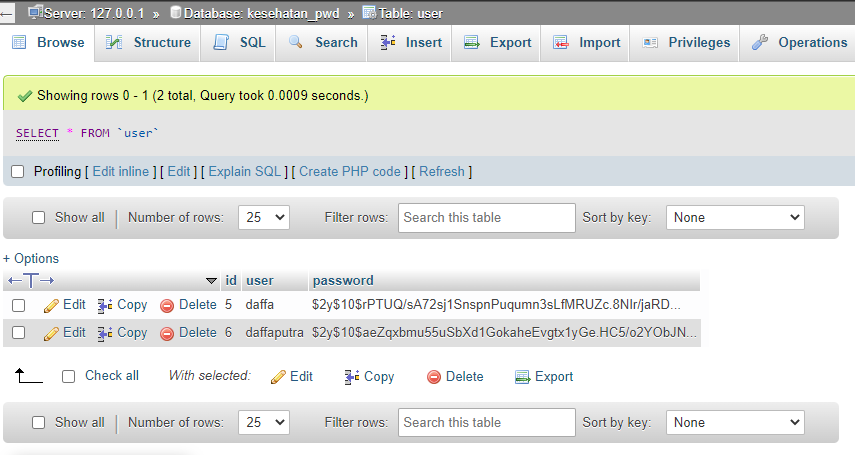 Server: 127.0.0.1 » Database: kesehatan_pwd » Table: user
Browse Structure SQL Search Insert Export Import Privileges Operations
Showing rows 0 - 1 (2 total, Query took 0.0009 seconds.)
SELECT * FROM `user`
Profiling [ Edit inline ] [ Edit ] [ Explain SQL ] [ Create PHP code ] [ Refresh ]
Show all | Number of rows: 25 Filter rows: Search this table Sort by key: None
+ Options
←T→ id user password
Edit Copy Delete 5 daffa $2y$10$rPTUQ/sA72sj1SnspnPuqumn3sLfMRUZc.8NIr/jaRD...
Edit Copy Delete 6 daffaputra $2y$10$aeZqxbmu55uSbXd1GokaheEvgtx1yGe.HC5/o2YObJN...
Check all With selected: Edit Copy Delete Export
Show all | Number of rows: 25 Filter rows: Search this table Sort by key: None